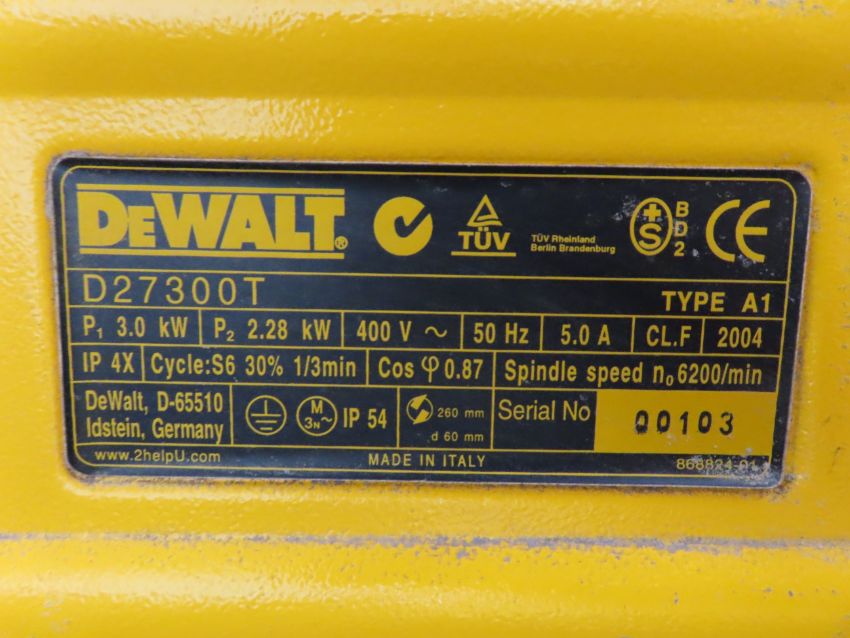 DEWALT®
TÜV
TÜV Rheinland
Berlin Brandenburg
S
B
D
2
CE
D27300T TYPE A1
P₁ 3.0 kW P₂ 2.28 kW 400 V ~ 50 Hz 5.0 A CL.F 2004
IP 4X Cycle:S6 30% 1/3min Cos φ 0.87 Spindle speed n₀ 6200/min
DeWalt, D-65510
Idstein, Germany
M
3N~
IP 54
260 mm
d 60 mm
Serial No 00103
www.2helpU.com MADE IN ITALY 868824-01